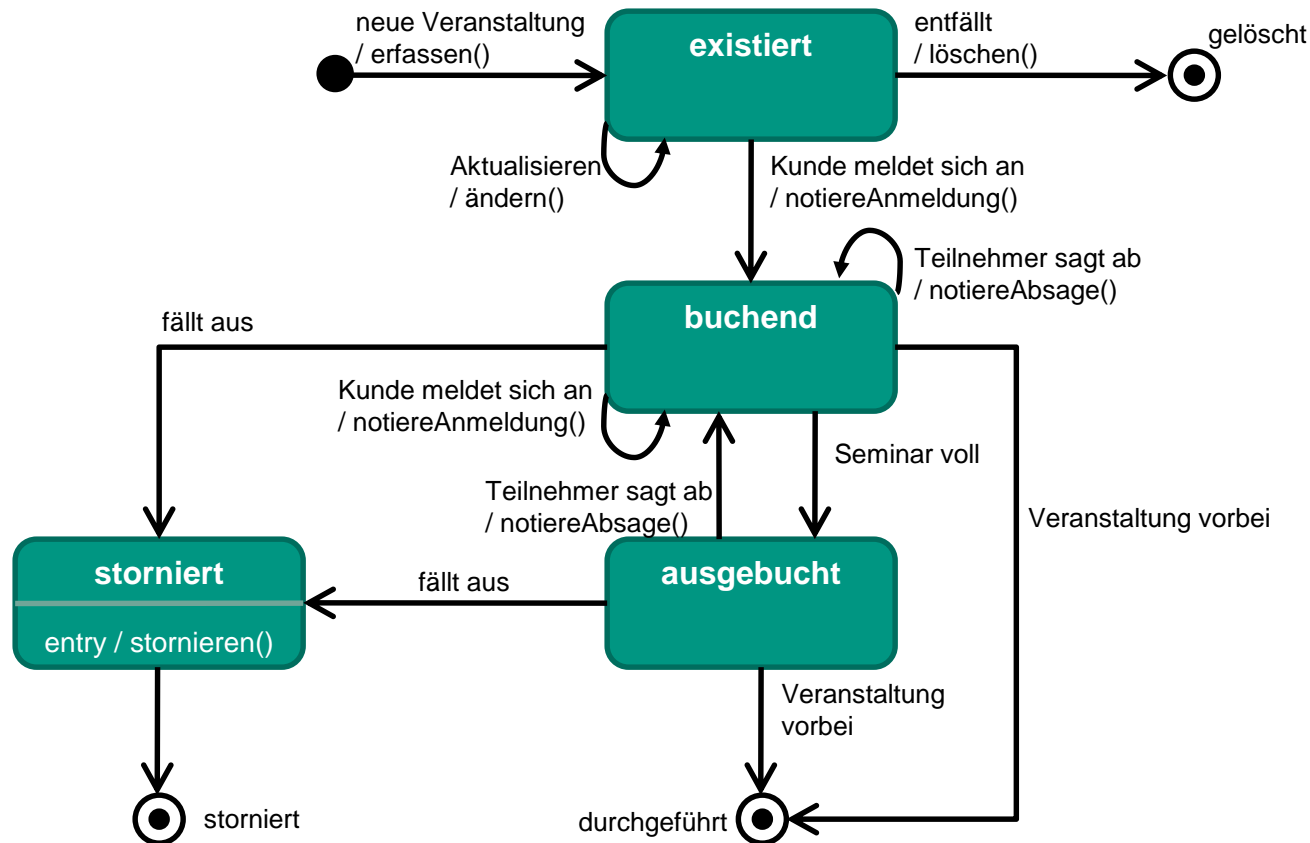 neue Veranstaltung
/ erfassen()
existiert
entfällt
/ löschen()
gelöscht
Aktualisieren
/ ändern()
Kunde meldet sich an
/ notiereAnmeldung()
Teilnehmer sagt ab
/ notiereAbsage()
buchend
fällt aus
Kunde meldet sich an
/ notiereAnmeldung()
Seminar voll
Teilnehmer sagt ab
/ notiereAbsage()
Veranstaltung vorbei
storniert
entry / stornieren()
fällt aus
ausgebucht
Veranstaltung
vorbei
storniert
durchgeführt